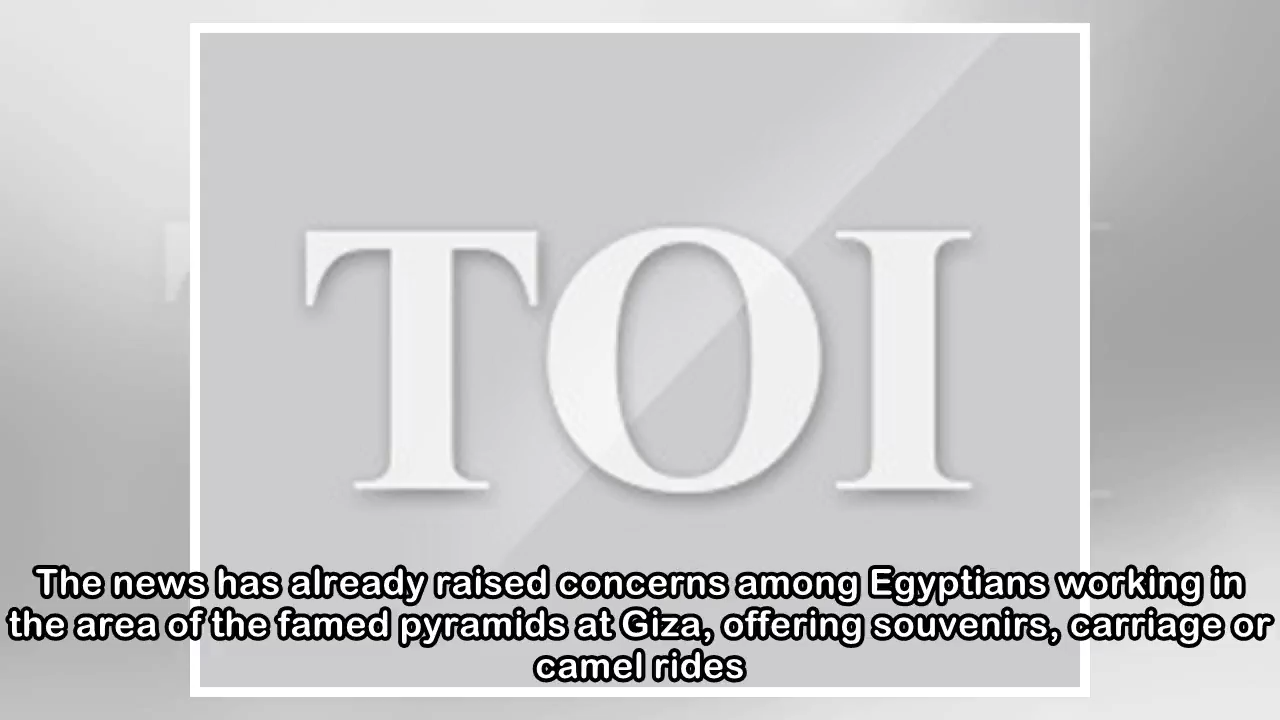 TOI
The news has already raised concerns among Egyptians working in
the area of the famed pyramids at Giza, offering souvenirs, carriage or
camel rides